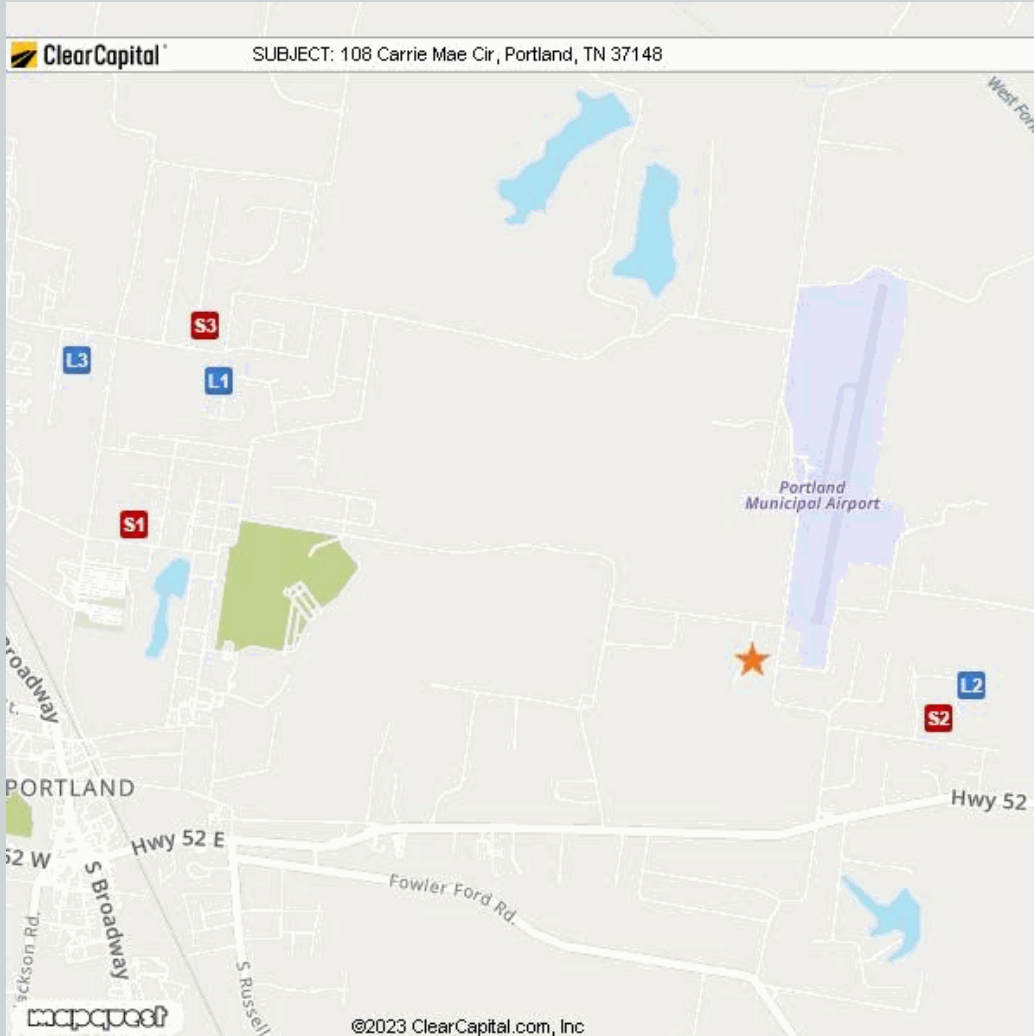 ClearCapital
SUBJECT: 108 Carrie Mae Cir, Portland, TN 37148
West Fork
S3
L3
L1
Portland
Municipal Airport
S1
Broadway
L2
S2
PORTLAND
Hwy 52
Hwy 52 E
52 W
S Broadway
Fowler Ford Rd.
ackson Rd.
S Russell
mapquest
©2023 ClearCapital.com, Inc